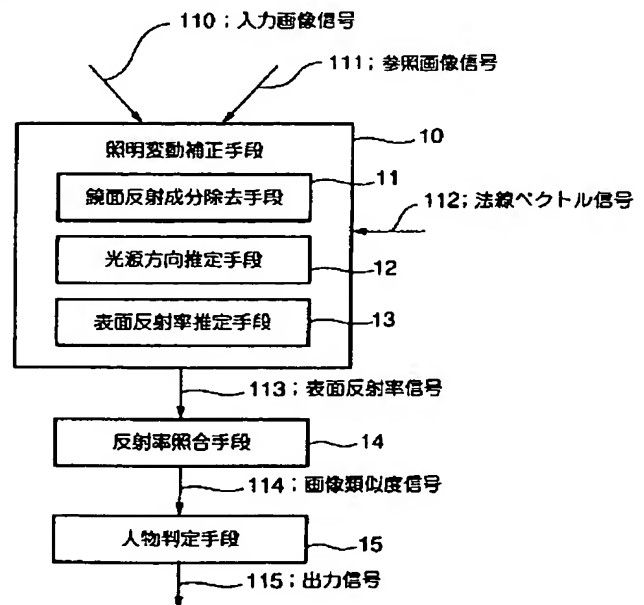 110；入力画像信号
111；参照画像信号
10
照明変動補正手段
11
鏡面反射成分除去手段
112；法線ベクトル信号
光源方向推定手段
12
表面反射率推定手段
13
113；表面反射率信号
反射率照合手段
14
114；画像類似度信号
人物判定手段
15
115；出力信号